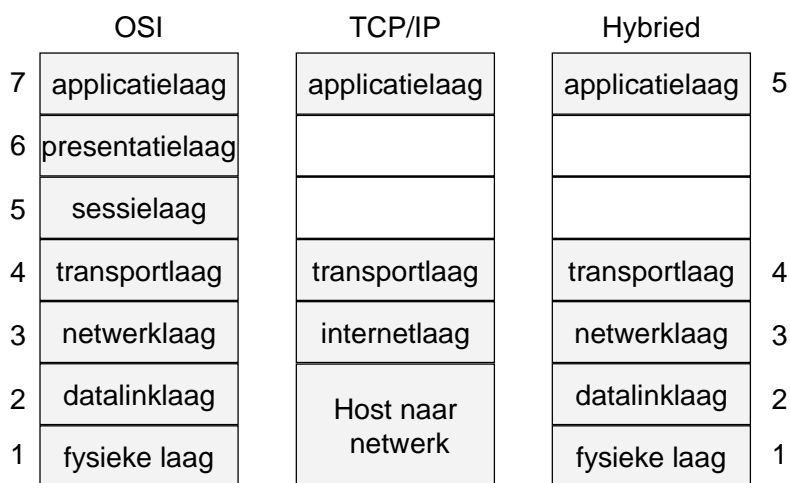 OSI TCP/IP Hybried
7 applicatielaag applicatielaag applicatielaag 5
6 presentatielaag
5 sessielaag
4 transportlaag transportlaag transportlaag 4
3 netwerklaag internetlaag netwerklaag 3
2 datalinklaag Host naar datalinklaag 2
netwerk
1 fysieke laag fysieke laag 1